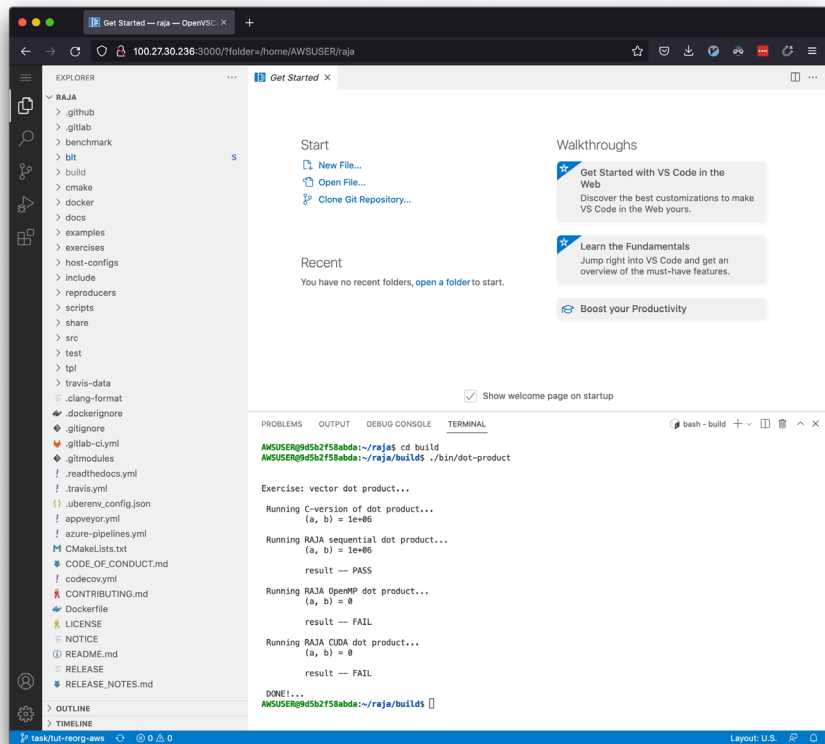 Get Started — raja — OpenVSC
100.27.30.236:3000/?folder=/home/AWSUSER/raja
EXPLORER
RAJA
.github
.gitlab
benchmark
blt S
build
cmake
docker
docs
examples
exercises
host-configs
include
reproducers
scripts
share
src
test
tpl
travis-data
.clang-format
.dockerignore
.gitignore
.gitlab-ci.yml
.gitmodules
.readthedocs.yml
.travis.yml
.uberenv_config.json
appveyor.yml
azure-pipelines.yml
CMakeLists.txt
CODE_OF_CONDUCT.md
codecov.yml
CONTRIBUTING.md
Dockerfile
LICENSE
NOTICE
README.md
RELEASE
RELEASE_NOTES.md
OUTLINE
TIMELINE
Get Started
Start
New File...
Open File...
Clone Git Repository...
Recent
You have no recent folders, open a folder to start.
Walkthroughs
Get Started with VS Code in the
Web
Discover the best customizations to make
VS Code in the Web yours.
Learn the Fundamentals
Jump right into VS Code and get an
overview of the must-have features.
Boost your Productivity
Show welcome page on startup
PROBLEMS OUTPUT DEBUG CONSOLE TERMINAL bash - build
AWSUSER@9d5b2f58abda:~/raja$ cd build
AWSUSER@9d5b2f58abda:~/raja/build$ ./bin/dot-product
Exercise: vector dot product...
Running C-version of dot product...
(a, b) = 1e+06
Running RAJA sequential dot product...
(a, b) = 1e+06
result -- PASS
Running RAJA OpenMP dot product...
(a, b) = 0
result -- FAIL
Running RAJA CUDA dot product...
(a, b) = 0
result -- FAIL
DONE!...
AWSUSER@9d5b2f58abda:~/raja/build$
task/tut-reorg-aws 0 0 Layout: U.S.